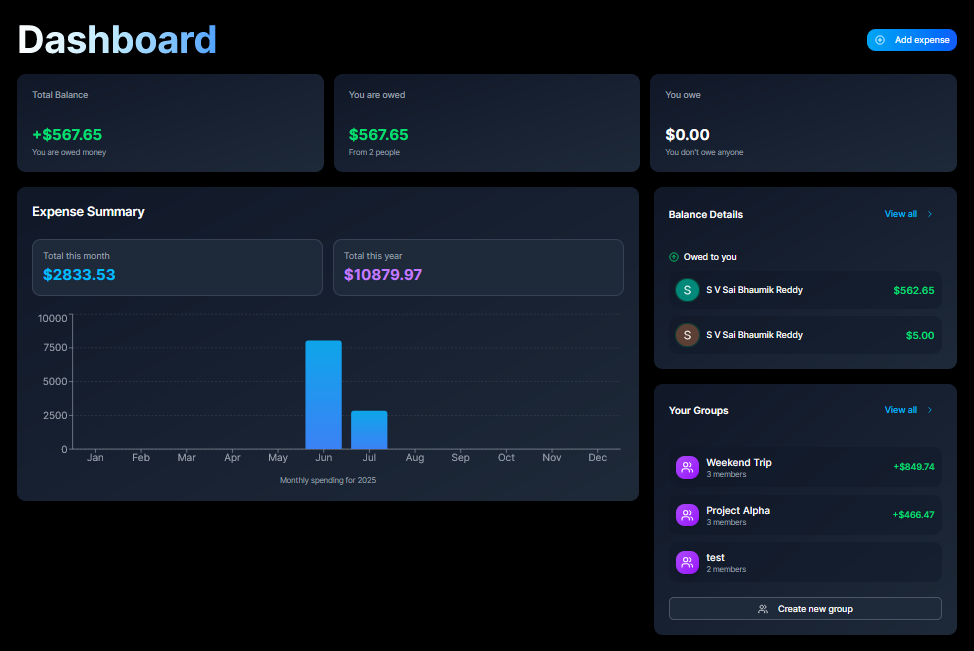 Dashboard
Add expense
Total Balance
+$567.65
You are owed money
You are owed
$567.65
From 2 people
You owe
$0.00
You don't owe anyone
Expense Summary
Total this month
$2833.53
Total this year
$10879.97
10000
7500
5000
2500
0
Jan Feb Mar Apr May Jun Jul Aug Sep Oct Nov Dec
Monthly spending for 2025
Balance Details
View all
Owed to you
S
S V Sai Bhaumik Reddy
$562.65
S
S V Sai Bhaumik Reddy
$5.00
Your Groups
View all
Weekend Trip
3 members
+$849.74
Project Alpha
3 members
+$466.47
test
2 members
Create new group